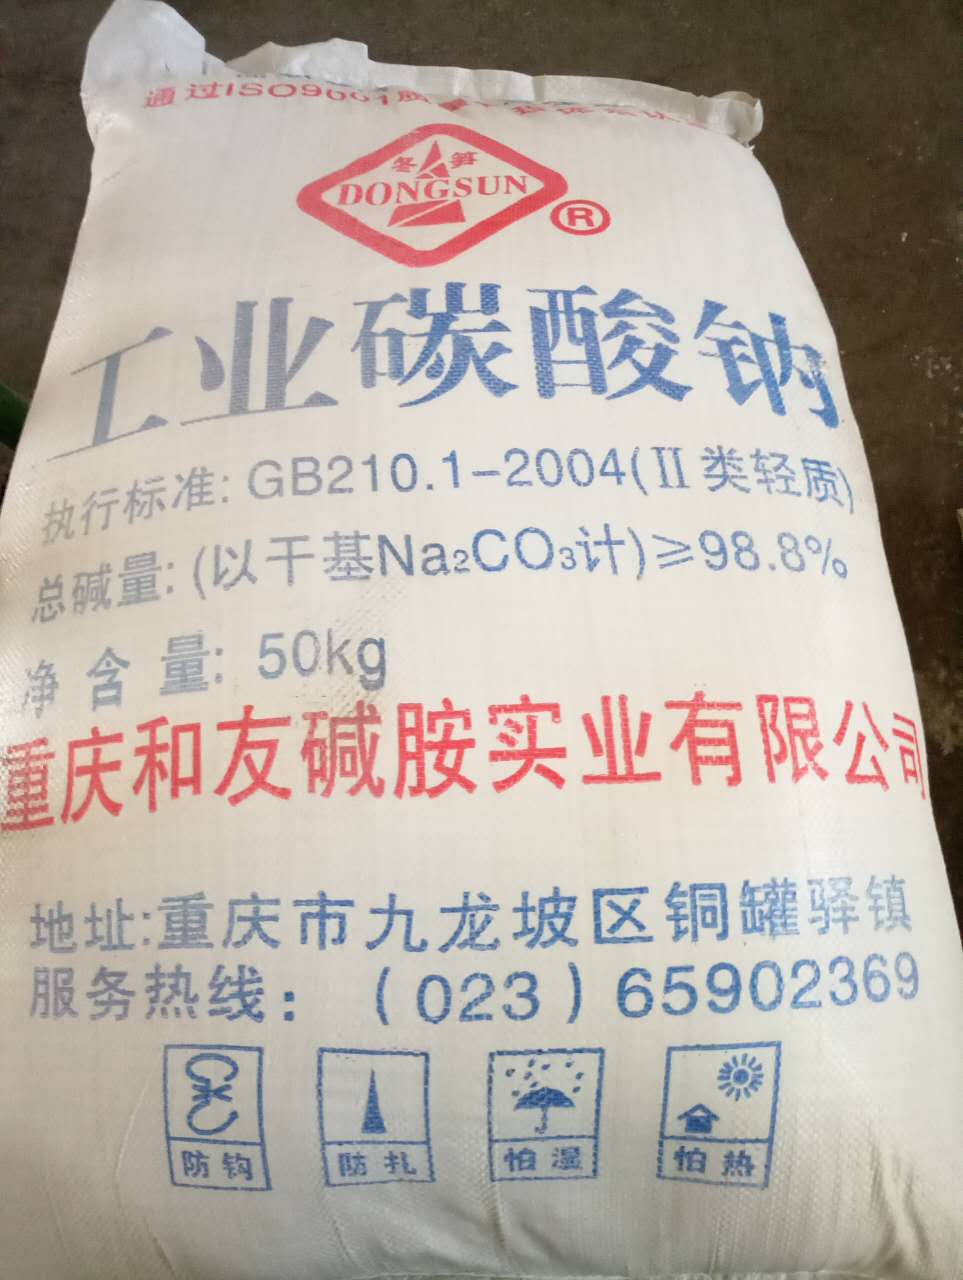 通过ISO9001质量
冬笋
DONGSUN
®
工业碳酸钠
执行标准: GB210.1-2004(Ⅱ类轻质)
总碱量: (以干基Na₂CO₃计)≥98.8%
净含量: 50kg
重庆和友碱胺实业有限公司
地址:重庆市九龙坡区铜罐驿镇
服务热线：（023）65902369
防钩 防扎 怕湿 怕热